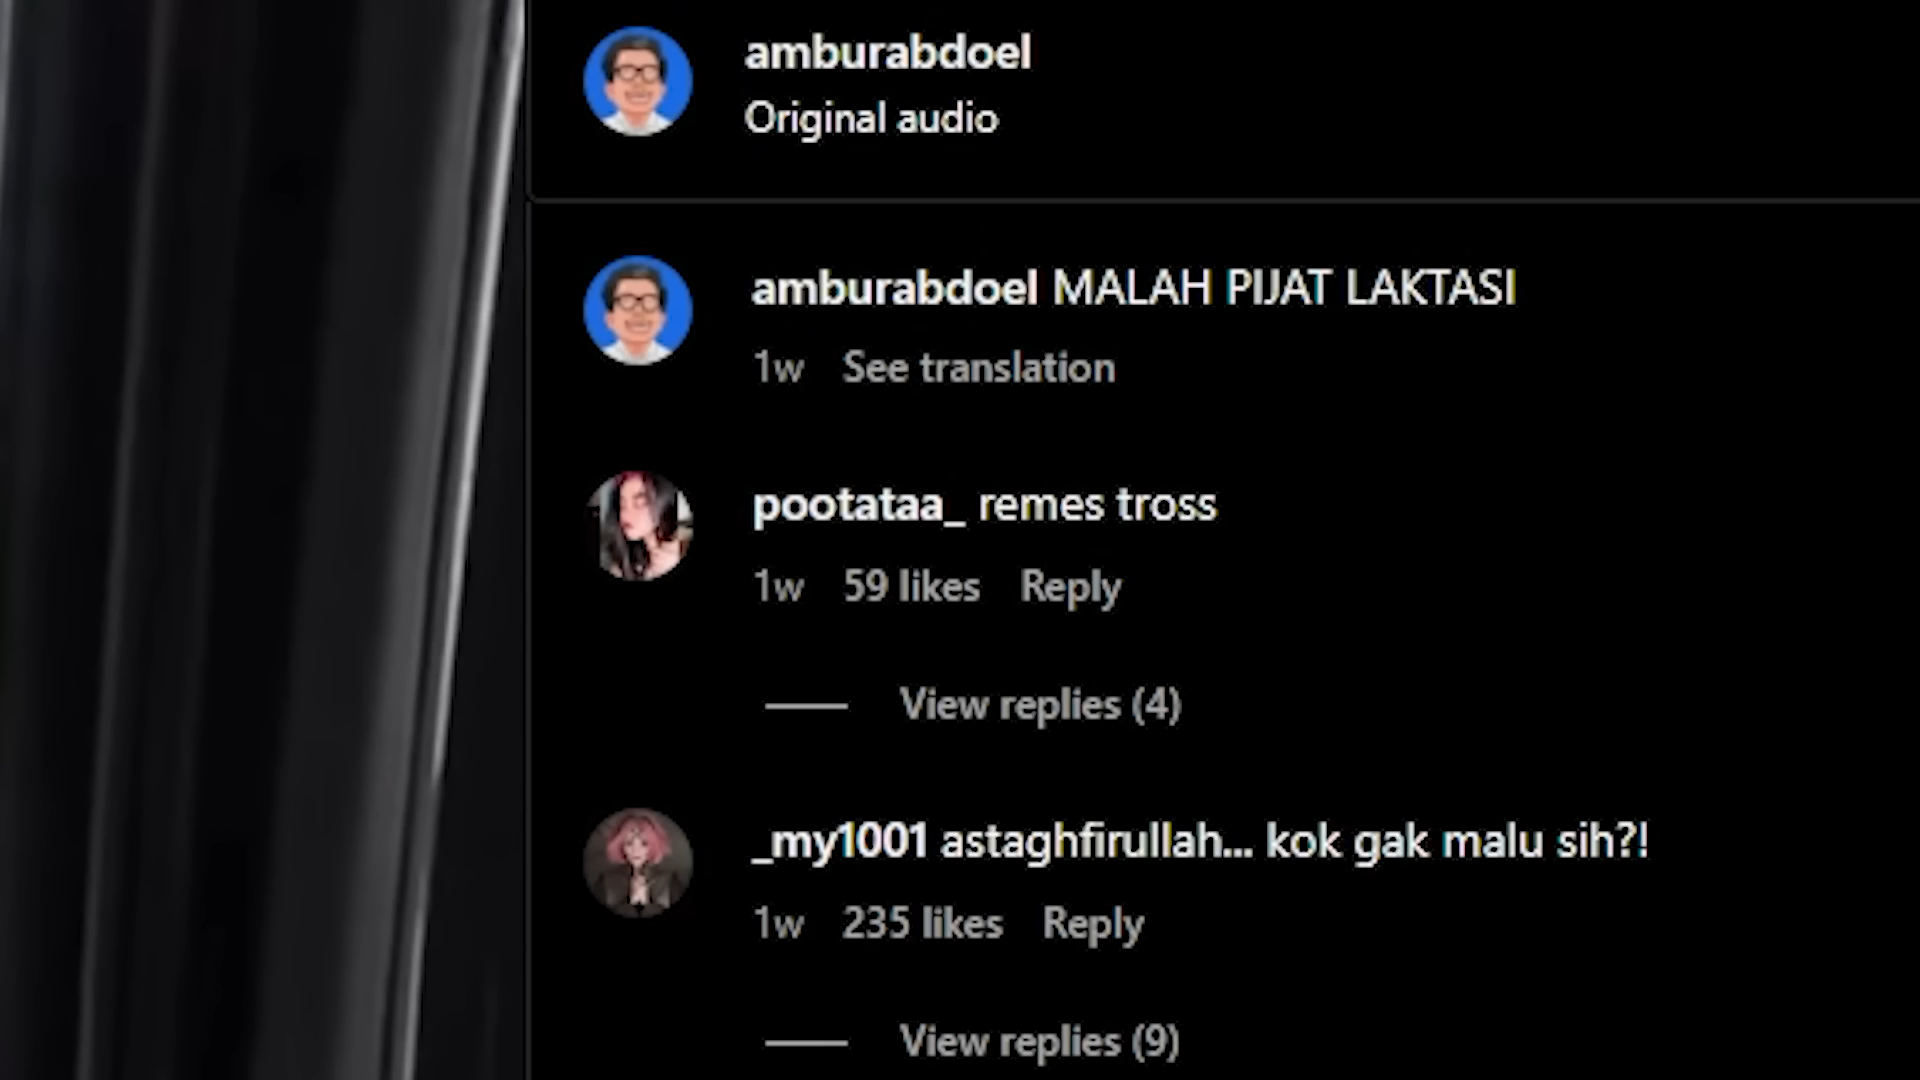 amburabdoel
Original audio
amburabdoel MALAH PIJAT LAKTASI
1w See translation
pootataa_ remes tross
1w 59 likes Reply
View replies (4)
_my1001 astaghfirullah... kok gak malu sih?!
1w 235 likes Reply
View replies (9)